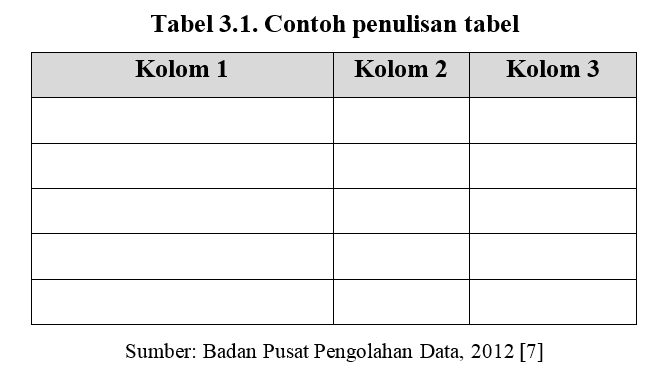 Tabel 3.1. Contoh penulisan tabel
Kolom 1 Kolom 2 Kolom 3
Sumber: Badan Pusat Pengolahan Data, 2012 [7]